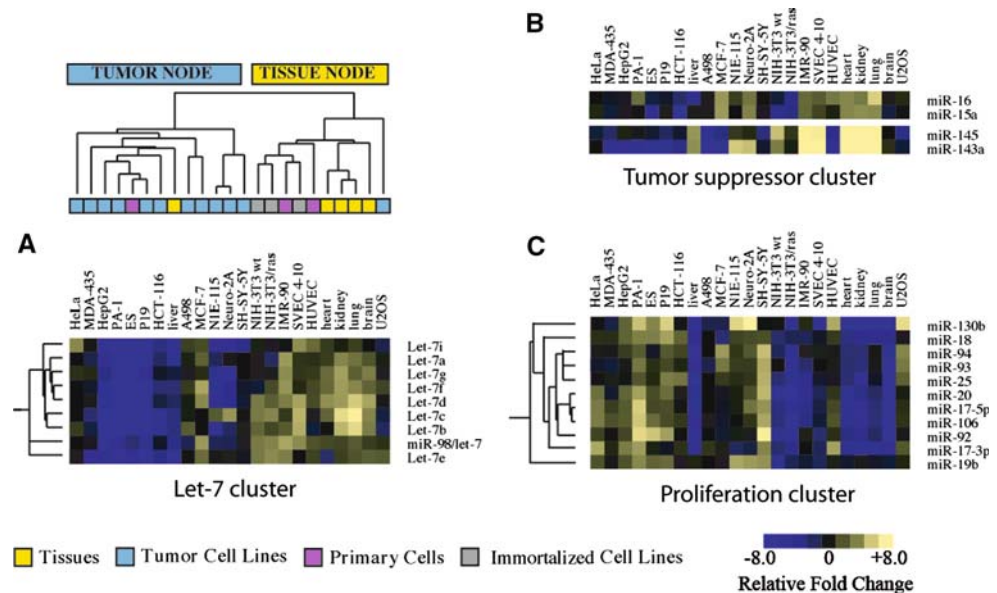 TUMOR NODE
TISSUE NODE
B
HeLa
MDA-435
HepG2
PA-1
ES
P19
HCT-116
liver
A498
MCF-7
N1E-115
Neuro-2A
SH-SY-5Y
NIH-3T3 wt
NIH-3T3/ras
IMR-90
SVEC 4-10
HUVEC
heart
kidney
lung
brain
U2OS
miR-16
miR-15a
miR-145
miR-143a
Tumor suppressor cluster
A
HeLa
MDA-435
HepG2
PA-1
ES
P19
HCT-116
liver
A498
MCF-7
N1E-115
Neuro-2A
SH-SY-5Y
NIH-3T3 wt
NIH-3T3/ras
IMR-90
SVEC 4-10
HUVEC
heart
kidney
lung
brain
U2OS
Let-7i
Let-7a
Let-7g
Let-7f
Let-7d
Let-7c
Let-7b
miR-98/let-7
Let-7e
Let-7 cluster
C
HeLa
MDA-435
HepG2
PA-1
ES
P19
HCT-116
liver
A498
MCF-7
N1E-115
Neuro-2A
SH-SY-5Y
NIH-3T3 wt
NIH-3T3/ras
IMR-90
SVEC 4-10
HUVEC
heart
kidney
lung
brain
U2OS
miR-130b
miR-18
miR-94
miR-93
miR-25
miR-20
miR-17-5p
miR-106
miR-92
miR-17-3p
miR-19b
Proliferation cluster
Tissues
Tumor Cell Lines
Primary Cells
Immortalized Cell Lines
-8.0 0 +8.0
Relative Fold Change